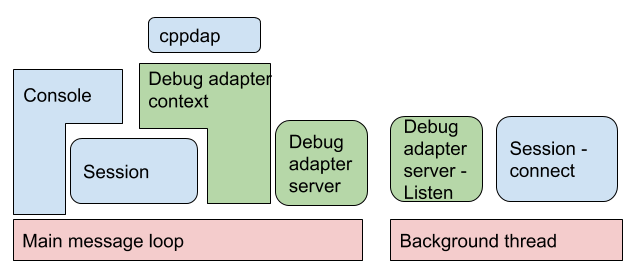 cppdap
Console
Debug adapter
context
Session
Debug
adapter
server
Debug
adapter
server -
Listen
Session -
connect
Main message loop
Background thread